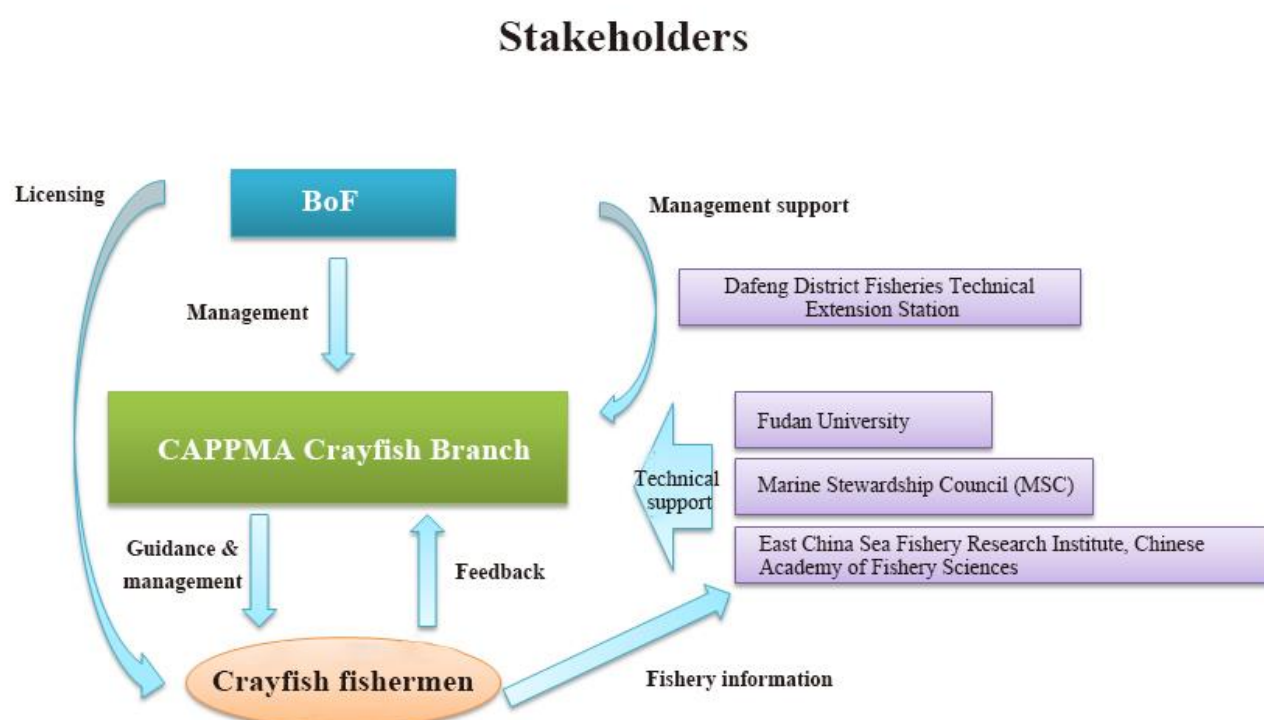 Stakeholders
Licensing
BoF
Management support
Management
Dafeng District Fisheries Technical
Extension Station
CAPPMA Crayfish Branch
Technical
support
Fudan University
Marine Stewardship Council (MSC)
East China Sea Fishery Research Institute, Chinese
Academy of Fishery Sciences
Guidance &
management
Feedback
Crayfish fishermen
Fishery information